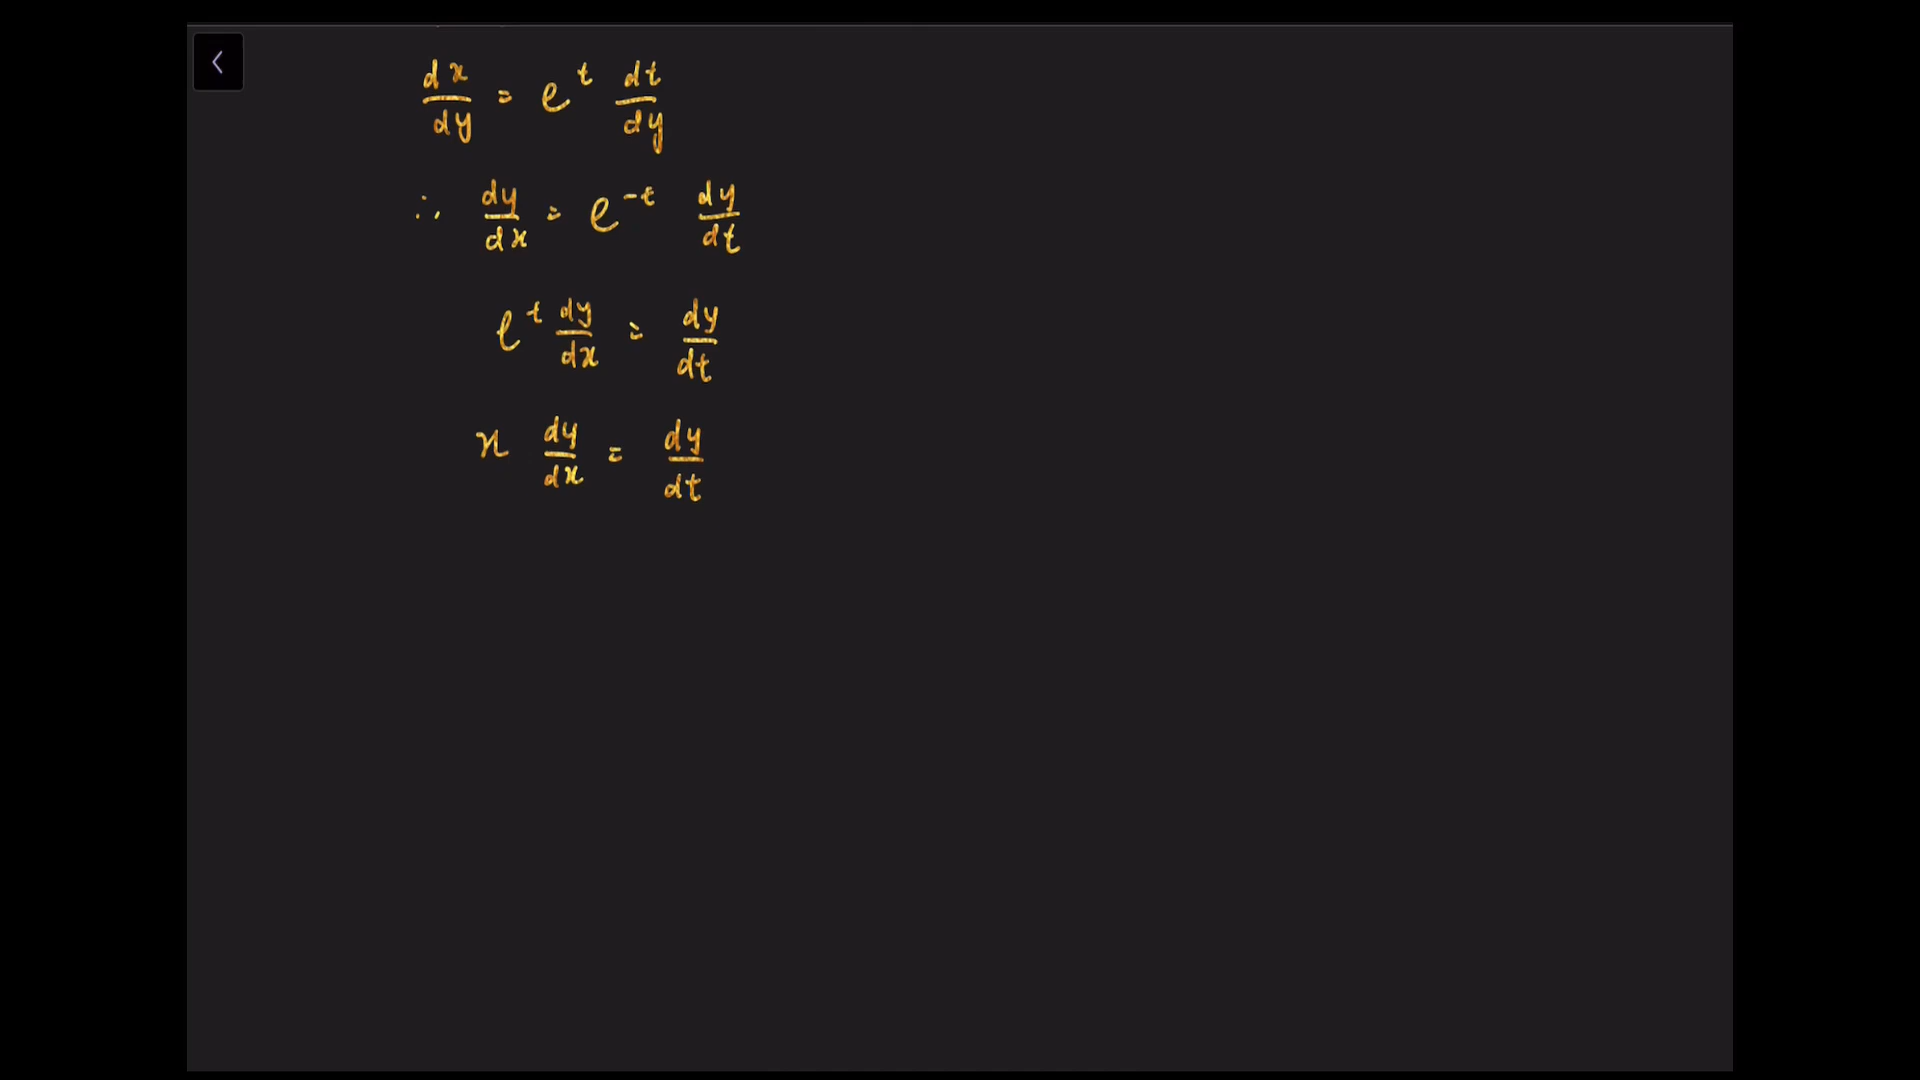 dx/dy = e^t dt/dy
∴ dy/dx = e^-t dy/dt
e^t dy/dx = dy/dt
x dy/dx = dy/dt